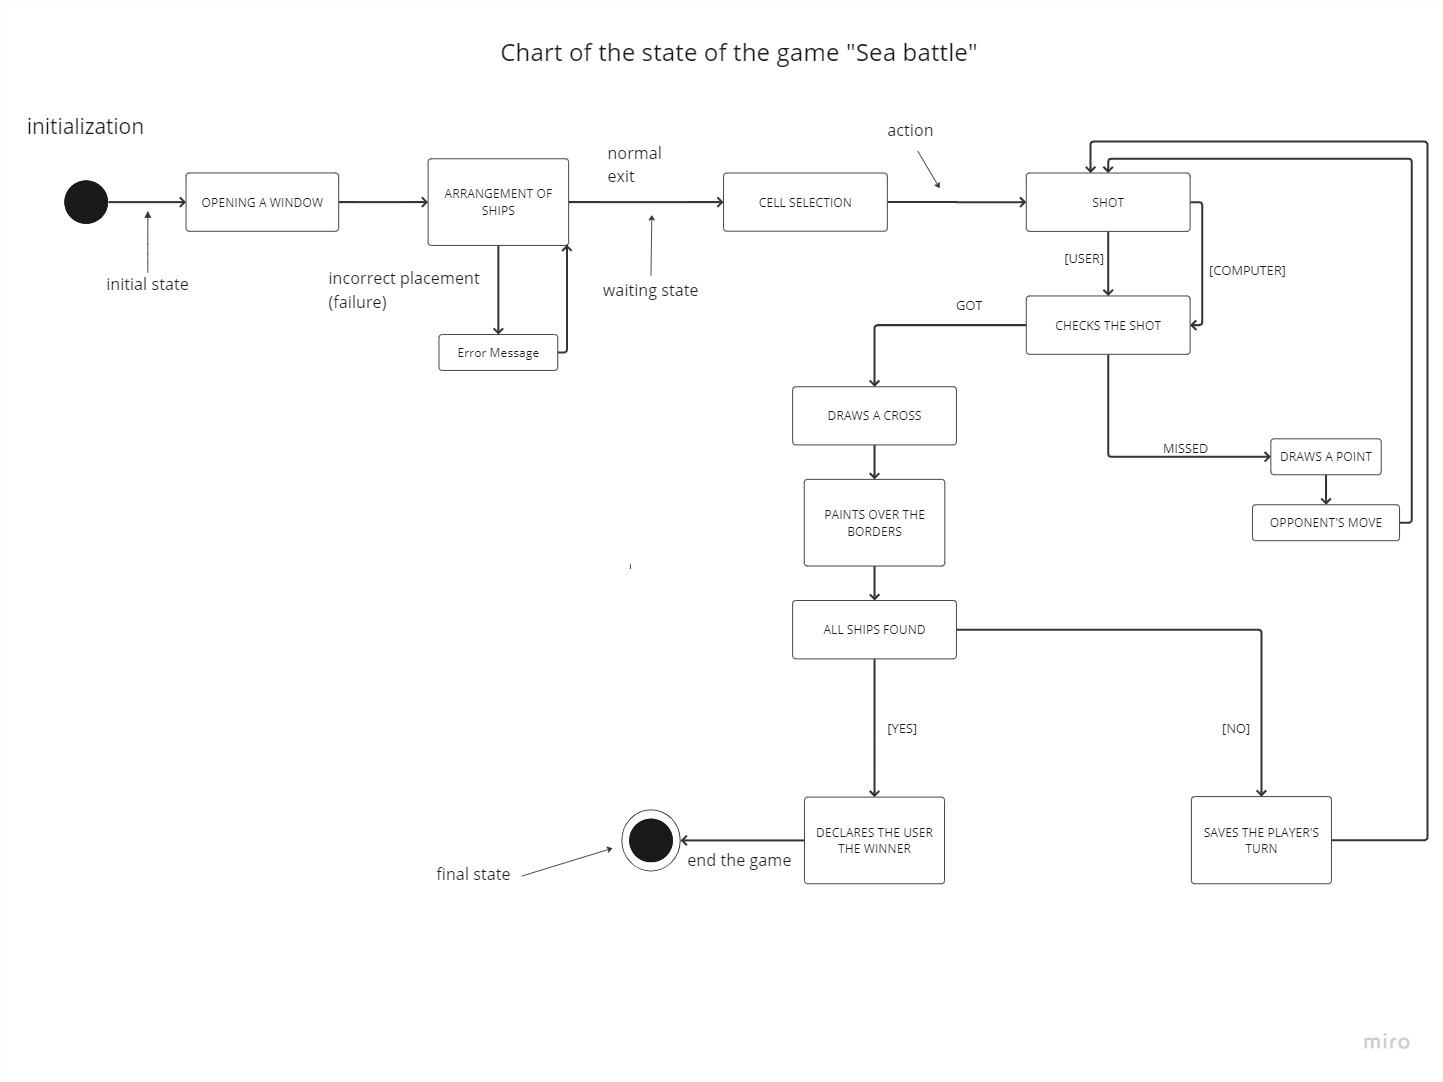 Chart of the state of the game "Sea battle"
initialization
action
normal
exit
OPENING A WINDOW
ARRANGEMENT OF
SHIPS
CELL SELECTION
SHOT
initial state
incorrect placement
(failure)
waiting state
[USER]
[COMPUTER]
Error Message
GOT
CHECKS THE SHOT
DRAWS A CROSS
MISSED
DRAWS A POINT
PAINTS OVER THE
BORDERS
OPPONENT'S MOVE
ALL SHIPS FOUND
[YES]
[NO]
DECLARES THE USER
THE WINNER
SAVES THE PLAYER'S
TURN
end the game
final state
miro